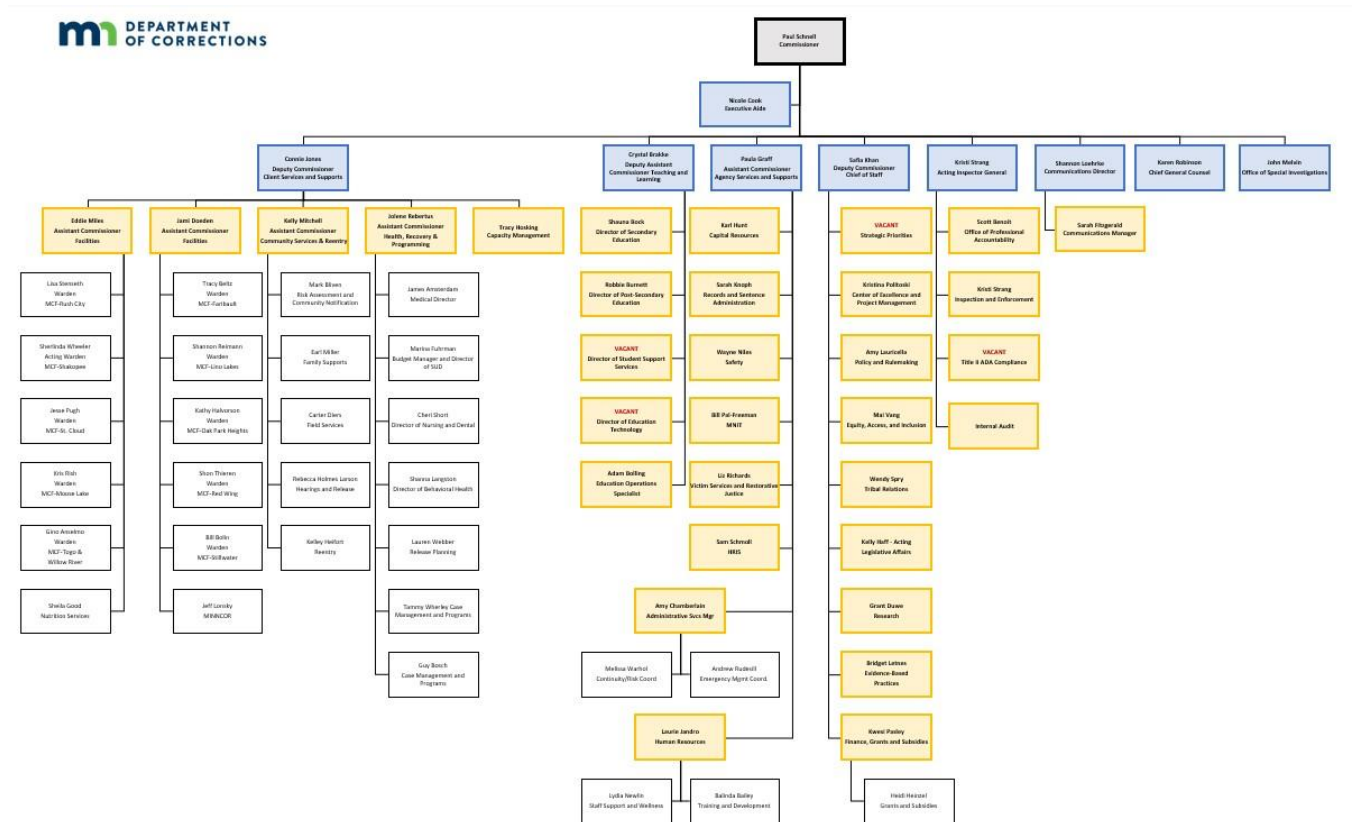 DEPARTMENT
OF CORRECTIONS
Paul Schnell
Commissioner
Nicole Cook
Executive Aide
Connie Jones
Deputy Commissioner
Client Services and Supports
Crystal Brakke
Deputy Assistant
Commissioner Teaching and
Learning
Paula Graff
Assistant Commissioner
Agency Services and Supports
Safia Khan
Deputy Commissioner
Chief of Staff
Kristi Strang
Acting Inspector General
Shannon Loehrke
Communications Director
Karen Robinson
Chief General Counsel
John Melvin
Office of Special Investigations
Eddie Miles
Assistant Commissioner
Facilities
Jami Doeden
Assistant Commissioner
Facilities
Kelly Mitchell
Assistant Commissioner
Community Services & Reentry
Jolene Rebertus
Assistant Commissioner
Health, Recovery &
Programming
Tracy Hosking
Capacity Management
Shauna Bock
Director of Secondary
Education
Karl Hunt
Capital Resources
VACANT
Strategic Priorities
Scott Benoit
Office of Professional
Accountability
Sarah Fitzgerald
Communications Manager
Lisa Stenseth
Warden
MCF-Rush City
Tracy Beltz
Warden
MCF-Faribault
Mark Bliven
Risk Assessment and
Community Notification
James Amsterdam
Medical Director
Robbie Burnett
Director of Post-Secondary
Education
Sarah Knoph
Records and Sentence
Administration
Kristina Politoski
Center of Excellence and
Project Management
Kristi Strang
Inspection and Enforcement
Sherlinda Wheeler
Acting Warden
MCF-Shakopee
Shannon Reimann
Warden
MCF-Lino Lakes
Earl Miller
Family Supports
Marina Fuhrman
Budget Manager and Director
of SUD
VACANT
Director of Student Support
Services
Wayne Niles
Safety
Amy Lauricella
Policy and Rulemaking
VACANT
Title II ADA Compliance
Jesse Pugh
Warden
MCF-St. Cloud
Kathy Halvorson
Warden
MCF-Oak Park Heights
Carter Diers
Field Services
Cheri Short
Director of Nursing and Dental
VACANT
Director of Education
Technology
Bill Pal-Freeman
MNIT
Mai Vang
Equity, Access, and Inclusion
Internal Audit
Kris Rish
Warden
MCF-Moose Lake
Shon Thieren
Warden
MCF-Red Wing
Rebecca Holmes Larson
Hearings and Release
Shanna Langston
Director of Behavioral Health
Adam Bolling
Education Operations
Specialist
Liz Richards
Victim Services and Restorative
Justice
Wendy Spry
Tribal Relations
Gino Anselmo
Warden
MCF-Togo &
Willow River
Bill Bolin
Warden
MCF-Stillwater
Kelley Heifort
Reentry
Lauren Webber
Release Planning
Sam Schmall
HRIS
Kelly Haff - Acting
Legislative Affairs
Sheila Good
Nutrition Services
Jeff Lonsky
MINNCOR
Tammy Wherley Case
Management and Programs
Amy Chamberlain
Administrative Svcs Mgr
Grant Duwe
Research
Guy Bosch
Case Management and
Programs
Melissa Warhol
Continuity/Risk Coord
Andrew Rudesill
Emergency Mgmt Coord.
Bridget Letnes
Evidence-Based
Practices
Laurie Jandro
Human Resources
Kwesi Pasley
Finance, Grants and Subsidies
Lydia Newlin
Staff Support and Wellness
Balinda Bailey
Training and Development
Heidi
Grants and Subsidies